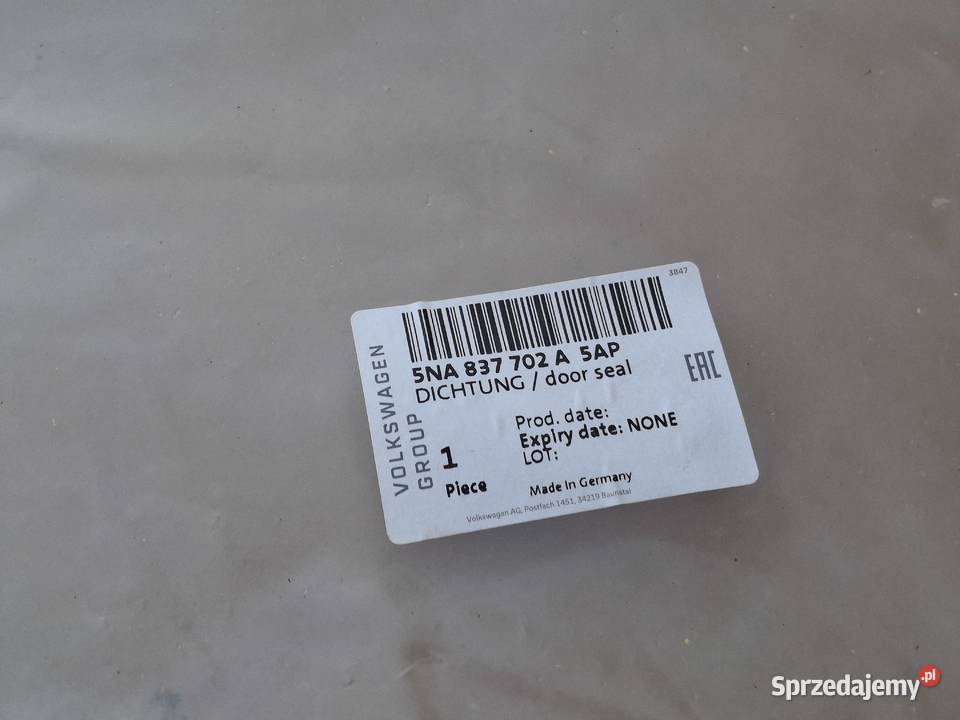 3847
5NA 837 702 A 5AP
DICHTUNG / door seal
EAC
VOLKSWAGEN
GROUP
Prod. date:
Expiry date: NONE
LOT:
1
Piece
Made In Germany
Volkswagen AG, Postfach 1451, 34219 Baunatal
Sprzedajemy.pl